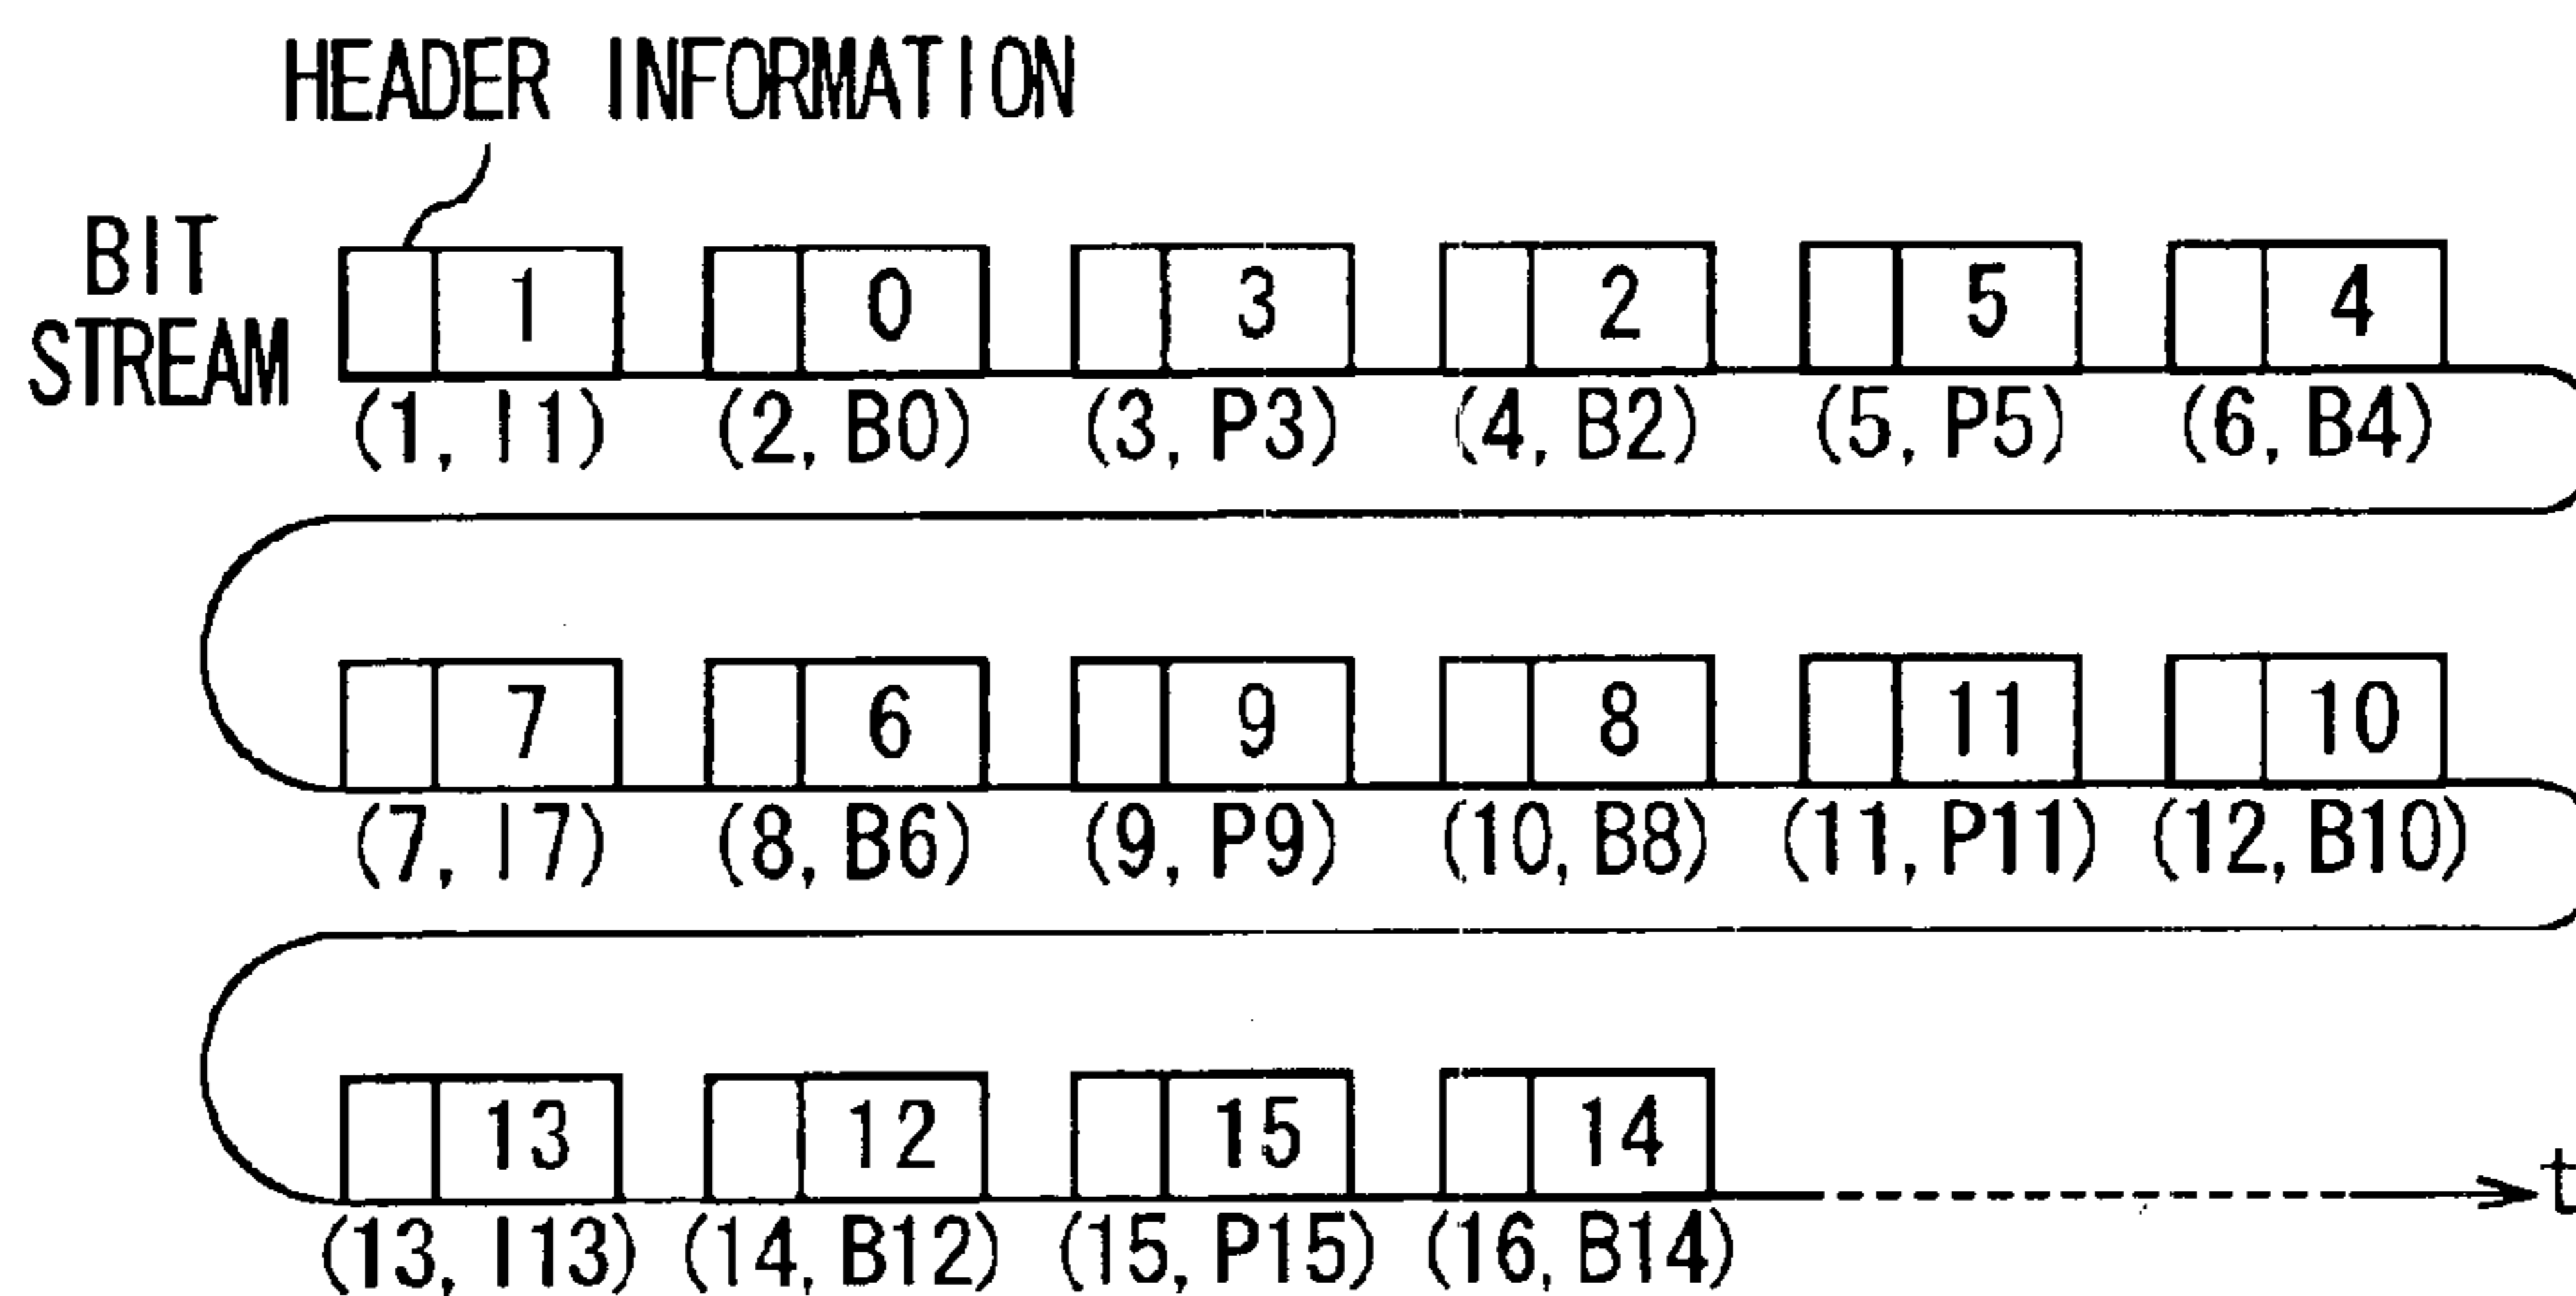 HEADER INFORMATION
BIT
STREAM
1 0 3 2 5 4
(1, I1) (2, B0) (3, P3) (4, B2) (5, P5) (6, B4)
7 6 9 8 11 10
(7, I7) (8, B6) (9, P9) (10, B8) (11, P11) (12, B10)
13 12 15 14
t
(13, I13) (14, B12) (15, P15) (16, B14)